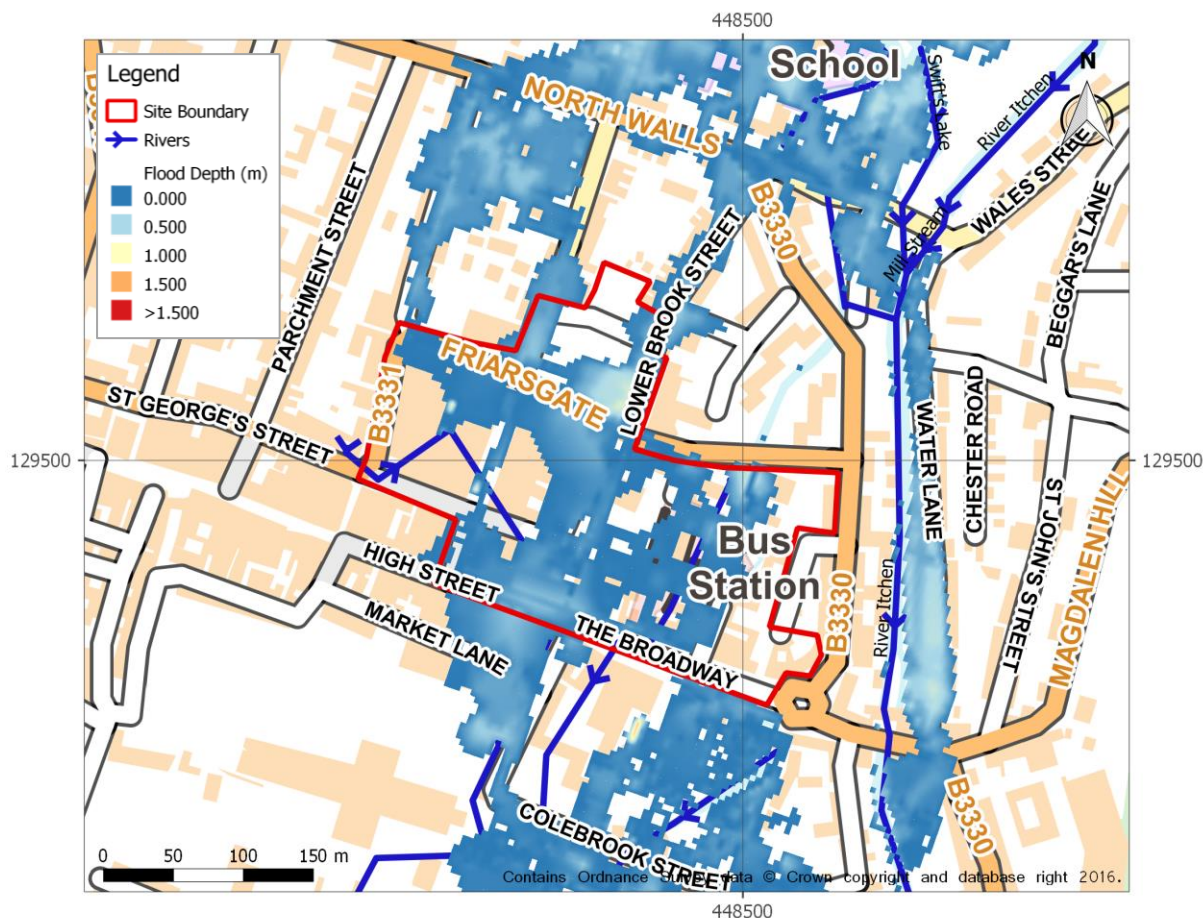 448500
School
N
Legend
Site Boundary
Rivers
Flood Depth (m)
0.000
0.500
1.000
1.500
>1.500
NORTH WALLS
Swift's Lake
River Itchen
WALES STREE
PARCHMENT STREET
B3330
Mill Stream
BEGGAR'S LANE
LOWER BROOK STREET
FRIARSGATE
B3331
ST GEORGE'S STREET
129500
129500
WATER LANE
CHESTER ROAD
ST JOHN'S STREET
MAGDALEN HILL
Bus
Station
HIGH STREET
MARKET LANE
THE BROADWAY
B3330
River Itchen
B3330
COLEBROOK STREET
0 50 100 150 m
Contains Ordnance Survey data © Crown copyright and database right 2016.
448500